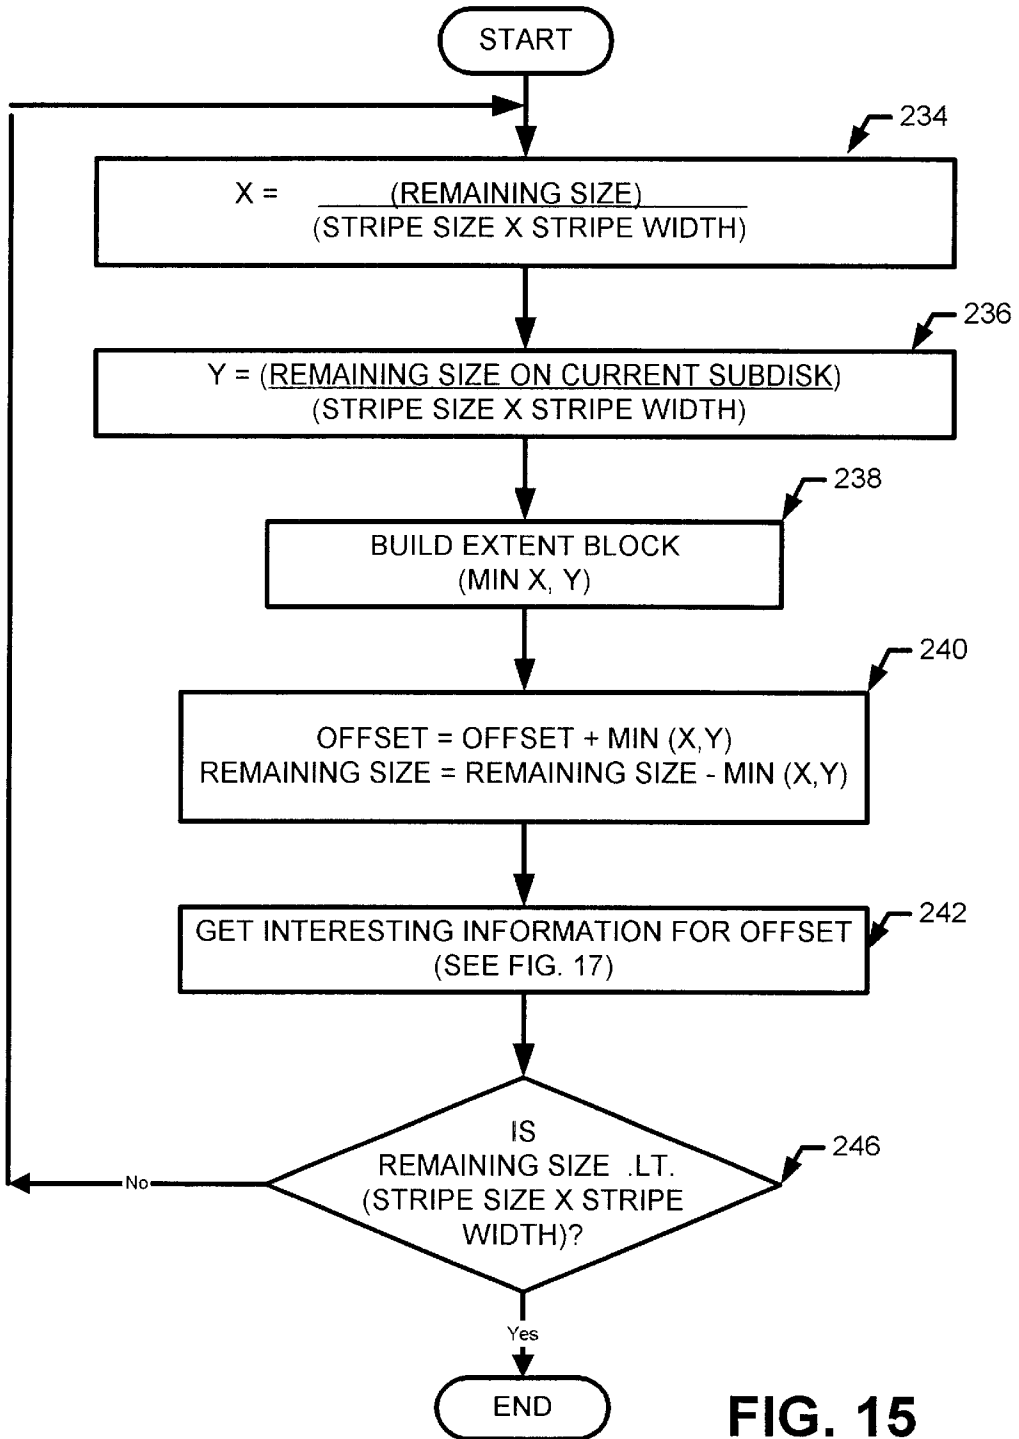 START
234
X = (REMAINING SIZE)
(STRIPE SIZE X STRIPE WIDTH)
236
Y = (REMAINING SIZE ON CURRENT SUBDISK)
(STRIPE SIZE X STRIPE WIDTH)
238
BUILD EXTENT BLOCK
(MIN X, Y)
240
OFFSET = OFFSET + MIN (X,Y)
REMAINING SIZE = REMAINING SIZE - MIN (X,Y)
242
GET INTERESTING INFORMATION FOR OFFSET
(SEE FIG. 17)
246
IS
REMAINING SIZE .LT.
(STRIPE SIZE X STRIPE
WIDTH)?
No
Yes
END
FIG. 15